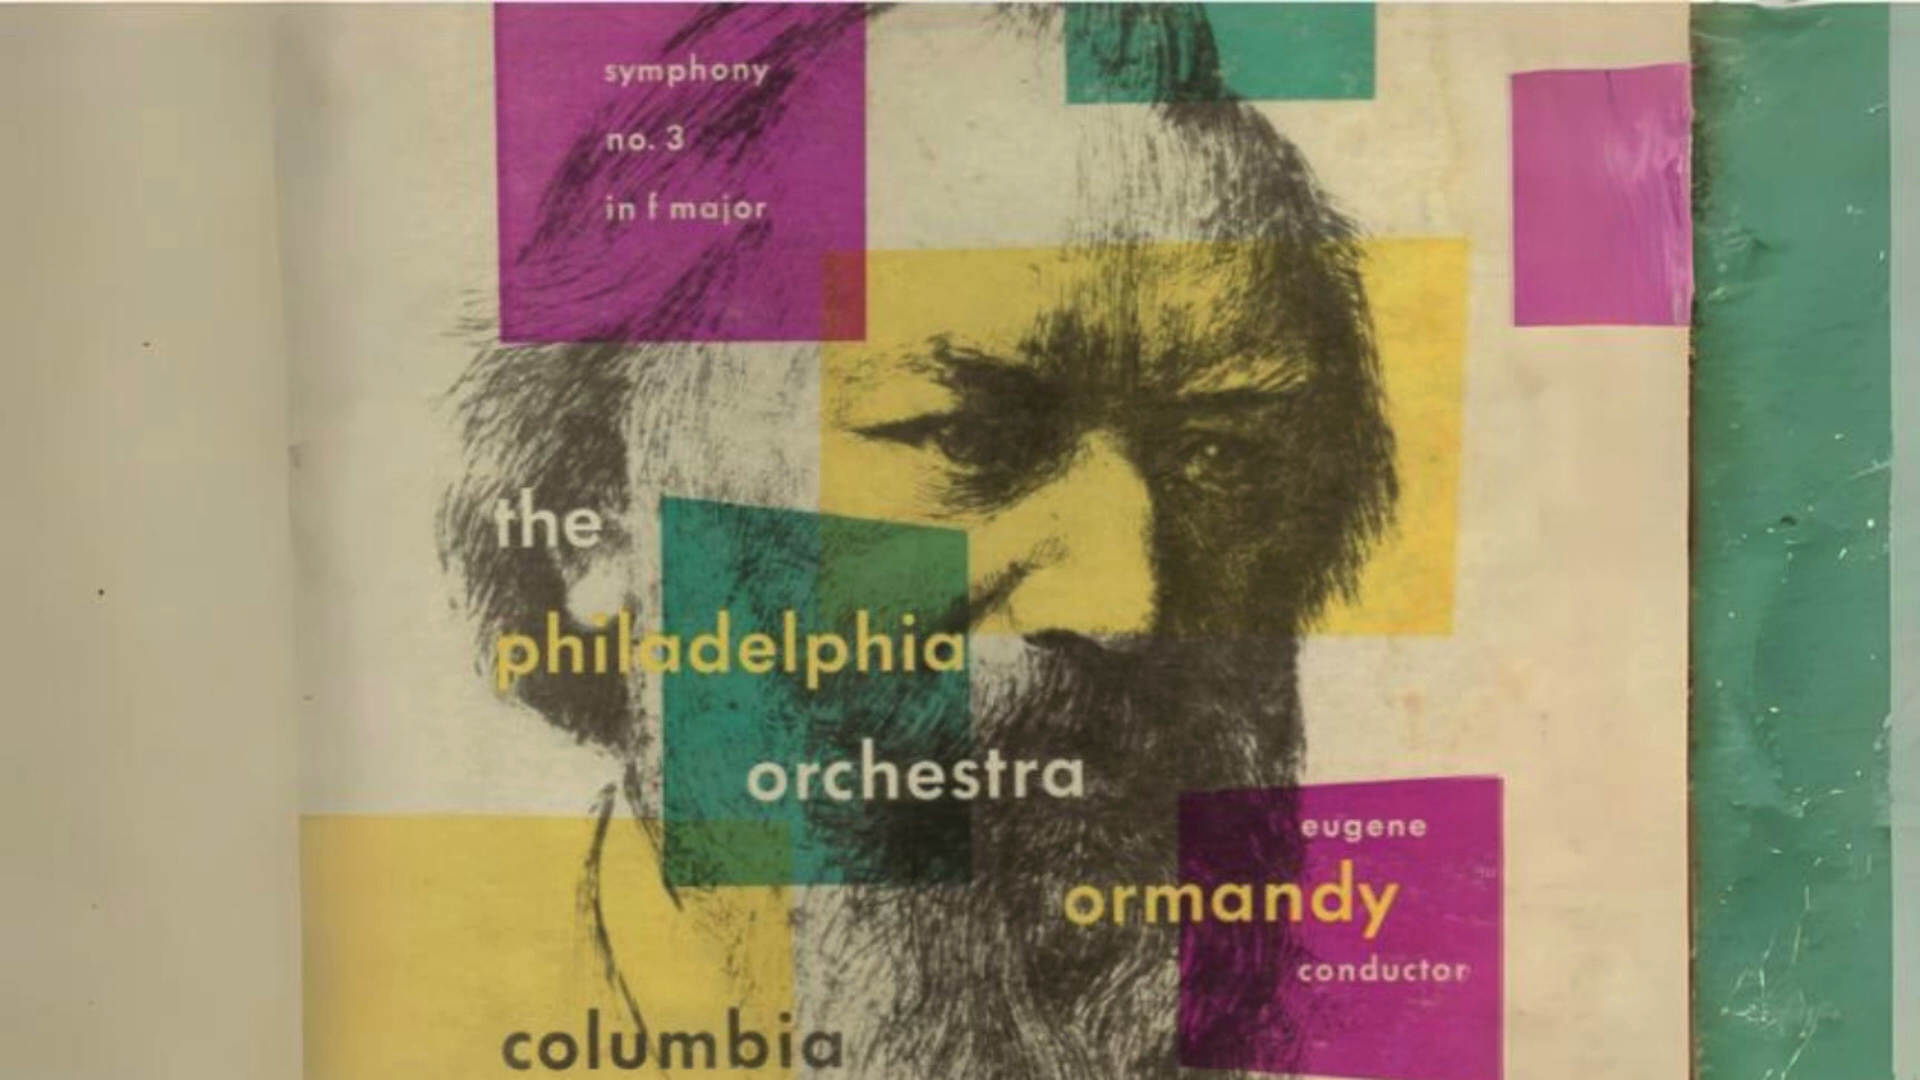 symphony
no. 3
in f major
the
philadelphia
orchestra
eugene
ormandy
conductor
columbia